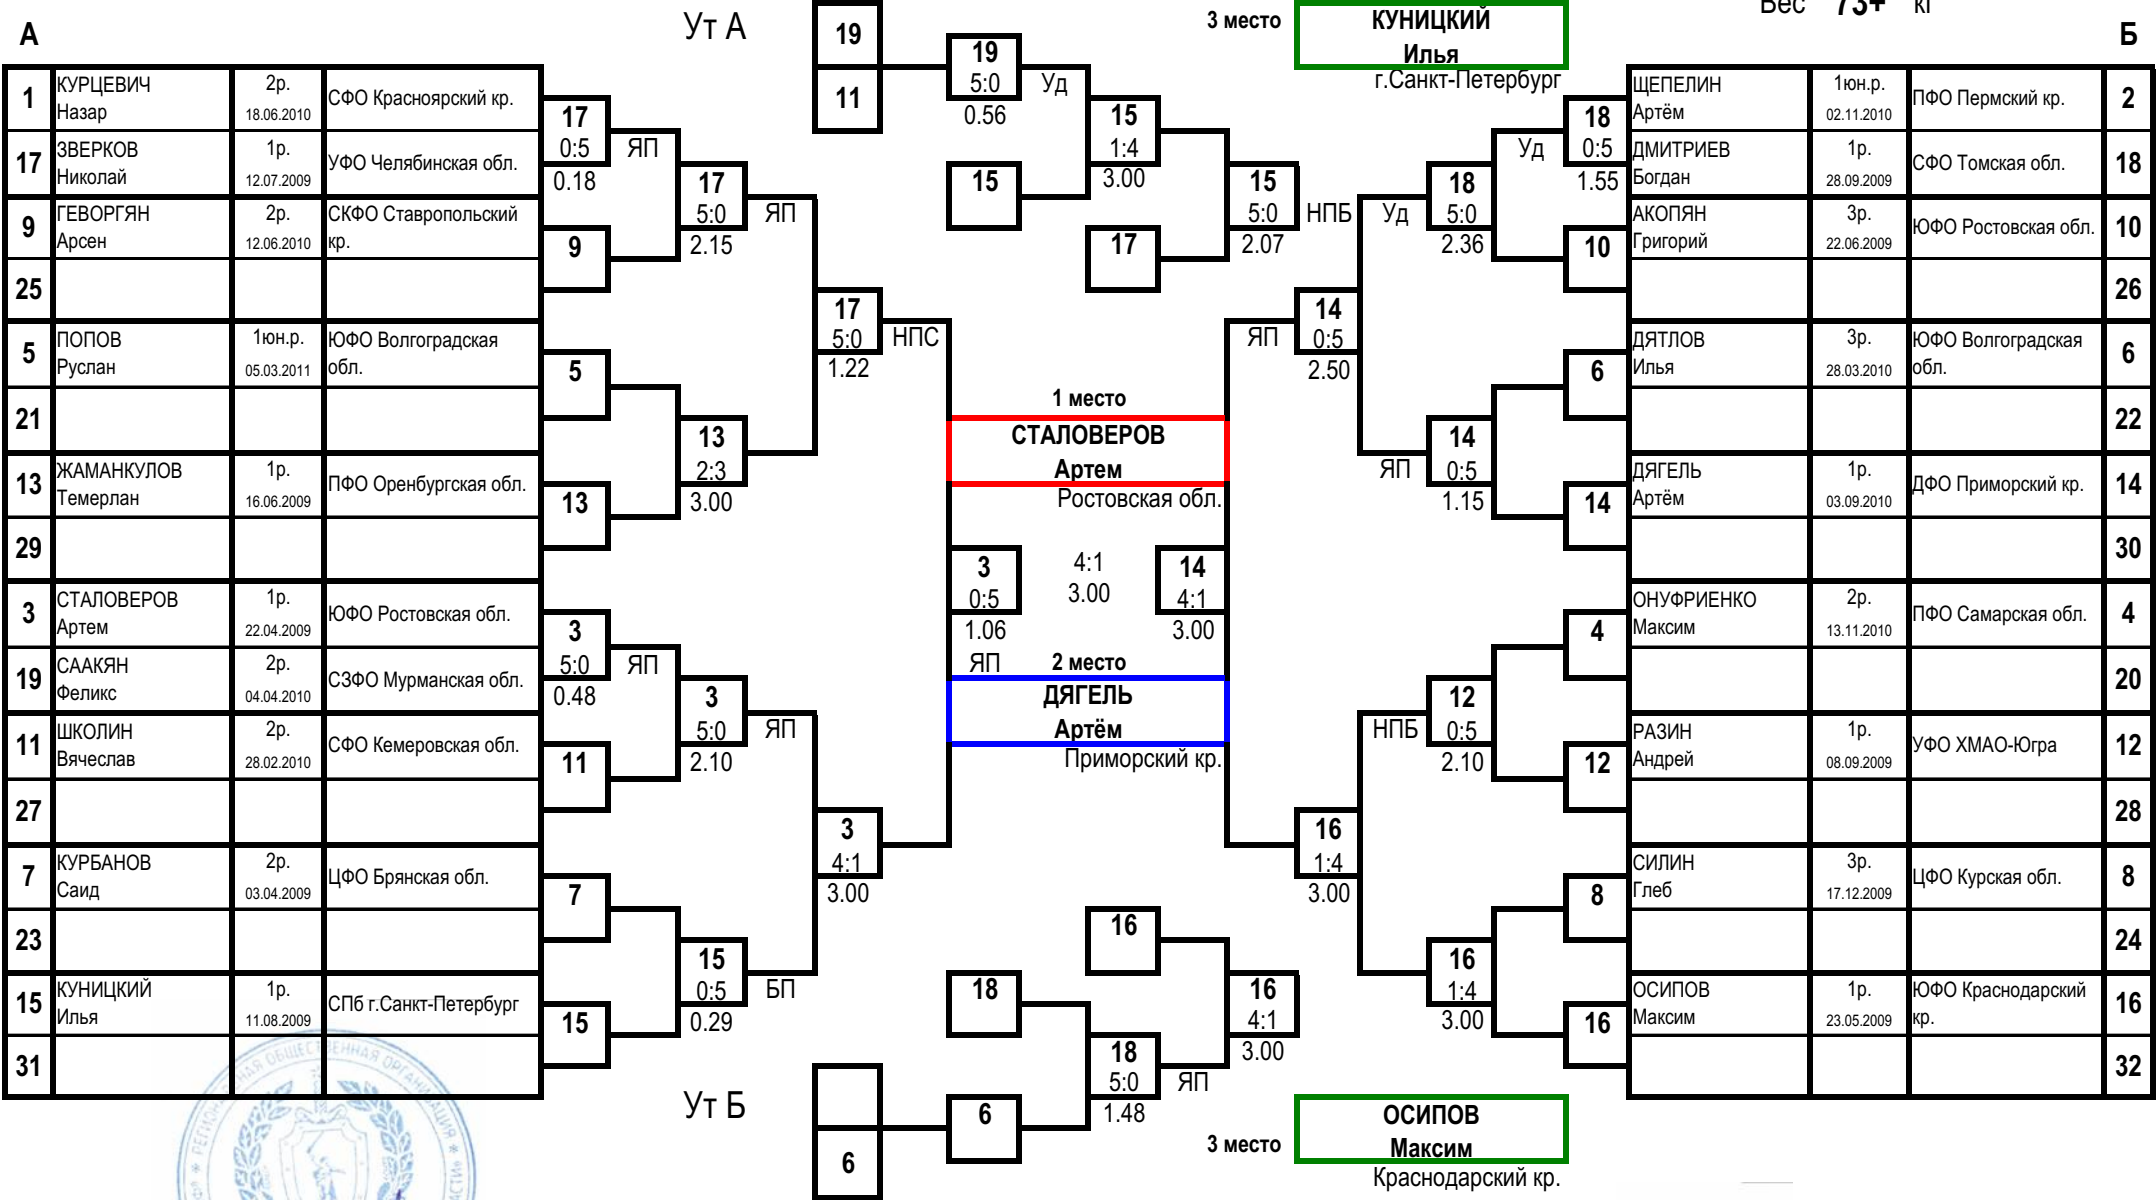 Вес 73+ кг
А
Ут А
Б
3 место
КУНИЦКИЙ
Илья
г.Санкт-Петербург
1 КУРЦЕВИЧ Назар 2р. 18.06.2010 СФО Красноярский кр.
17 ЗВЕРКОВ Николай 1р. 12.07.2009 УФО Челябинская обл.
9 ГЕВОРГЯН Арсен 2р. 12.06.2010 СКФО Ставропольский кр.
25
5 ПОПОВ Руслан 1юн.р. 05.03.2011 ЮФО Волгоградская обл.
21
13 ЖАМАНКУЛОВ Темерлан 1р. 16.06.2009 ПФО Оренбургская обл.
29
3 СТАЛОВЕРОВ Артем 1р. 22.04.2009 ЮФО Ростовская обл.
19 СААКЯН Феликс 2р. 04.04.2010 СЗФО Мурманская обл.
11 ШКОЛИН Вячеслав 2р. 28.02.2010 СФО Кемеровская обл.
27
7 КУРБАНОВ Саид 2р. 03.04.2009 ЦФО Брянская обл.
23
15 КУНИЦКИЙ Илья 1р. 11.08.2009 СПб г.Санкт-Петербург
31
17
0:5 ЯП
0.18
9
5
13
3
5:0 ЯП
0.48
11
7
15
17
5:0 ЯП
2.15
13
2:3
3.00
3
5:0 ЯП
2.10
15
0:5 БП
0.29
17
5:0 НПС
1.22
3
4:1
3.00
19
11
19
5:0 Уд
0.56
15
15
1:4
3.00
17
15
5:0 НПБ
2.07
1 место
СТАЛОВЕРОВ
Артем
Ростовская обл.
3
0:5
1.06
ЯП
4:1
3.00
14
4:1
3.00
2 место
ДЯГЕЛЬ
Артём
Приморский кр.
14
ЯП 0:5
2.50
16
1:4
3.00
18
Уд 5:0
2.36
14
ЯП 0:5
1.15
12
НПБ 0:5
2.10
16
1:4
3.00
18
Уд 0:5
1.55
10
6
14
4
12
8
16
ЩЕПЕЛИН Артём 1юн.р. 02.11.2010 ПФО Пермский кр. 2
ДМИТРИЕВ Богдан 1р. 28.09.2009 СФО Томская обл. 18
АКОПЯН Григорий 3р. 22.06.2009 ЮФО Ростовская обл. 10
26
ДЯТЛОВ Илья 3р. 28.03.2010 ЮФО Волгоградская обл. 6
22
ДЯГЕЛЬ Артём 1р. 03.09.2010 ДФО Приморский кр. 14
30
ОНУФРИЕНКО Максим 2р. 13.11.2010 ПФО Самарская обл. 4
20
РАЗИН Андрей 1р. 08.09.2009 УФО ХМАО-Югра 12
28
СИЛИН Глеб 3р. 17.12.2009 ЦФО Курская обл. 8
24
ОСИПОВ Максим 1р. 23.05.2009 ЮФО Краснодарский кр. 16
32
Ут Б
6
6
18
18
5:0 ЯП
1.48
16
16
4:1
3.00
3 место
ОСИПОВ
Максим
Краснодарский кр.
ОБЩЕСТВЕННАЯ ОРГАНИЗАЦИЯ